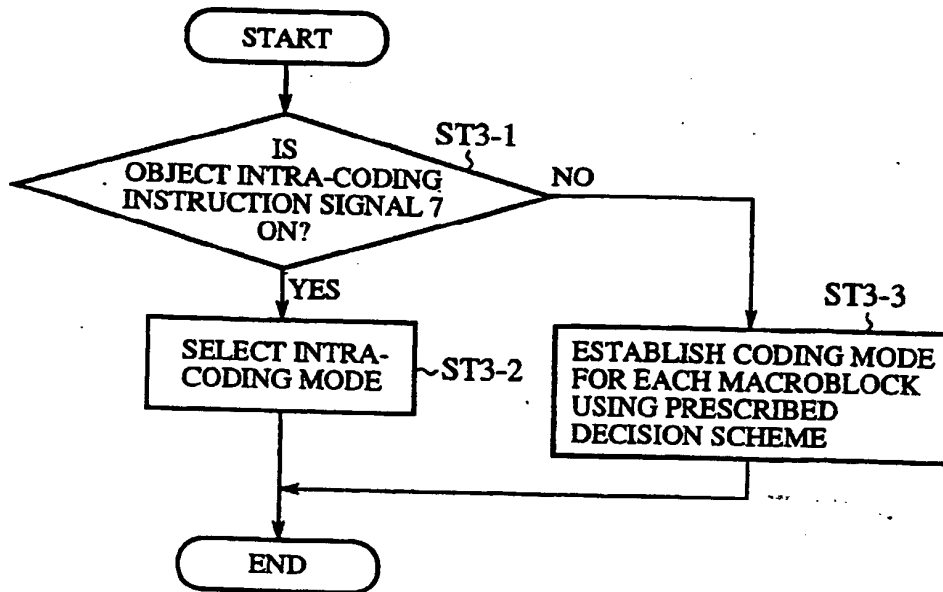 START
ST3-1
IS
OBJECT INTRA-CODING
INSTRUCTION SIGNAL 7
ON?
NO
YES
ST3-3
SELECT INTRA-
CODING MODE
ST3-2
ESTABLISH CODING MODE
FOR EACH MACROBLOCK
USING PRESCRIBED
DECISION SCHEME
END